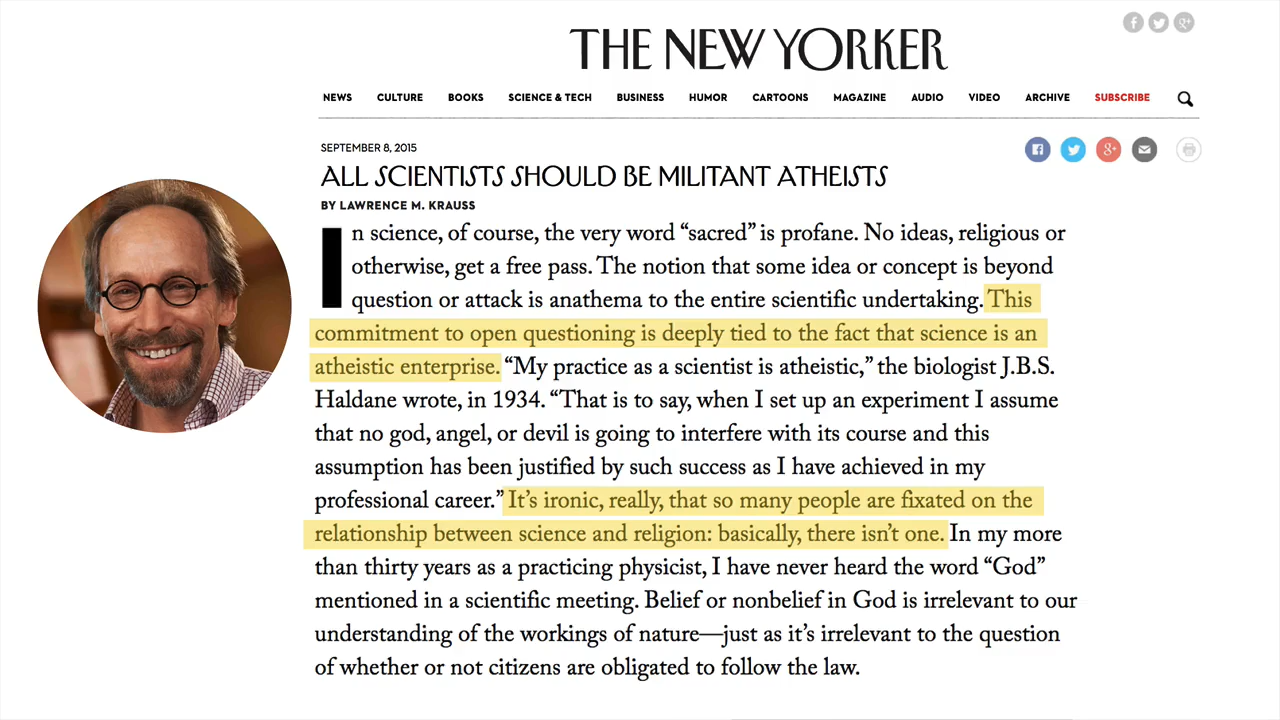 THE NEW YORKER
NEWS CULTURE BOOKS SCIENCE & TECH BUSINESS HUMOR CARTOONS MAGAZINE AUDIO VIDEO ARCHIVE SUBSCRIBE
SEPTEMBER 8, 2015
ALL SCIENTISTS SHOULD BE MILITANT ATHEISTS
BY LAWRENCE M. KRAUSS
In science, of course, the very word “sacred” is profane. No ideas, religious or
otherwise, get a free pass. The notion that some idea or concept is beyond
question or attack is anathema to the entire scientific undertaking. This
commitment to open questioning is deeply tied to the fact that science is an
atheistic enterprise. “My practice as a scientist is atheistic,” the biologist J.B.S.
Haldane wrote, in 1934. “That is to say, when I set up an experiment I assume
that no god, angel, or devil is going to interfere with its course and this
assumption has been justified by such success as I have achieved in my
professional career.” It’s ironic, really, that so many people are fixated on the
relationship between science and religion: basically, there isn’t one. In my more
than thirty years as a practicing physicist, I have never heard the word “God”
mentioned in a scientific meeting. Belief or nonbelief in God is irrelevant to our
understanding of the workings of nature—just as it’s irrelevant to the question
of whether or not citizens are obligated to follow the law.